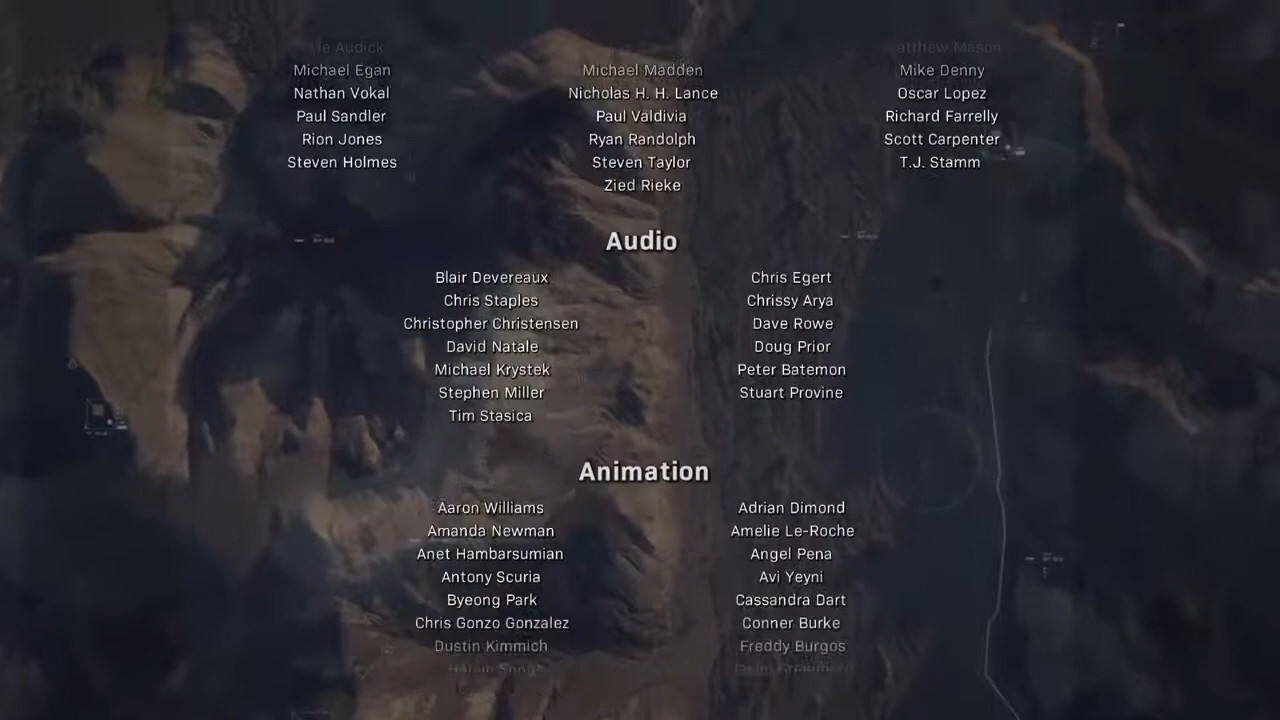 Audick
Matthew Mason
Michael Egan
Michael Madden
Mike Denny
Nathan Vokal
Nicholas H. H. Lance
Oscar Lopez
Paul Sandler
Paul Valdivia
Richard Farrelly
Rion Jones
Ryan Randolph
Scott Carpenter
Steven Holmes
Steven Taylor
T.J. Stamm
Zied Rieke
Audio
Blair Devereaux
Chris Egert
Chris Staples
Chrissy Arya
Christopher Christensen
Dave Rowe
David Natale
Doug Prior
Michael Krystek
Peter Batemon
Stephen Miller
Stuart Provine
Tim Stasica
Animation
Aaron Williams
Adrian Dimond
Amanda Newman
Amelie Le-Roche
Anet Hambarsumian
Angel Pena
Antony Scuria
Avi Yeyni
Byeong Park
Cassandra Dart
Chris Gonzo Gonzalez
Conner Burke
Dustin Kimmich
Freddy Burgos